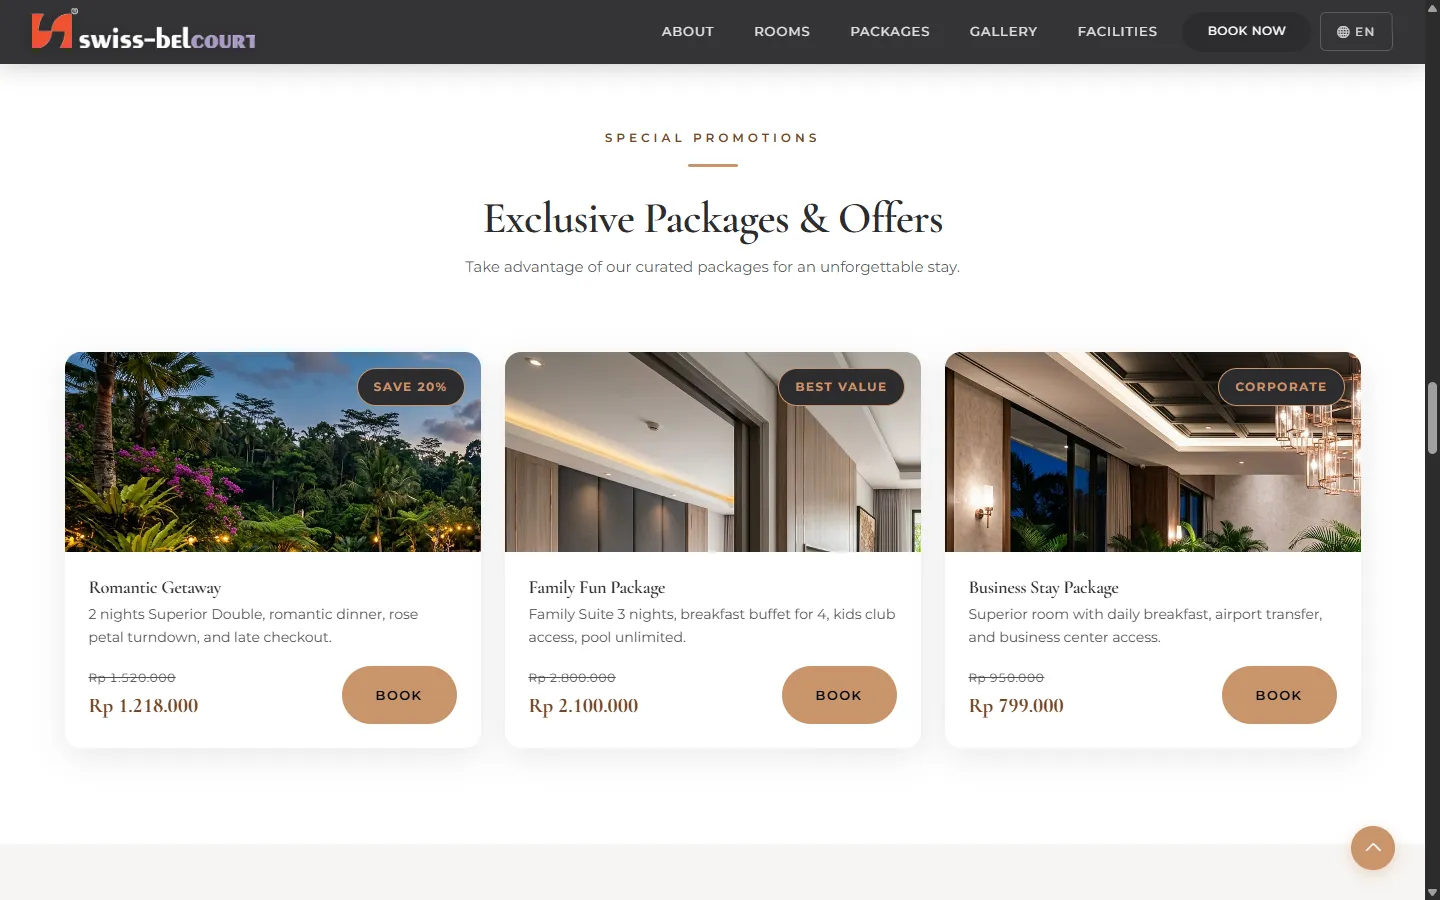 swiss-belcourt
ABOUT
ROOMS
PACKAGES
GALLERY
FACILITIES
BOOK NOW
EN
SPECIAL PROMOTIONS
Exclusive Packages & Offers
Take advantage of our curated packages for an unforgettable stay.
SAVE 20%
Romantic Getaway
2 nights Superior Double, romantic dinner, rose
petal turndown, and late checkout.
Rp 1.520.000
Rp 1.218.000
BOOK
BEST VALUE
Family Fun Package
Family Suite 3 nights, breakfast buffet for 4, kids club
access, pool unlimited.
Rp 2.800.000
Rp 2.100.000
BOOK
CORPORATE
Business Stay Package
Superior room with daily breakfast, airport transfer,
and business center access.
Rp 950.000
Rp 799.000
BOOK